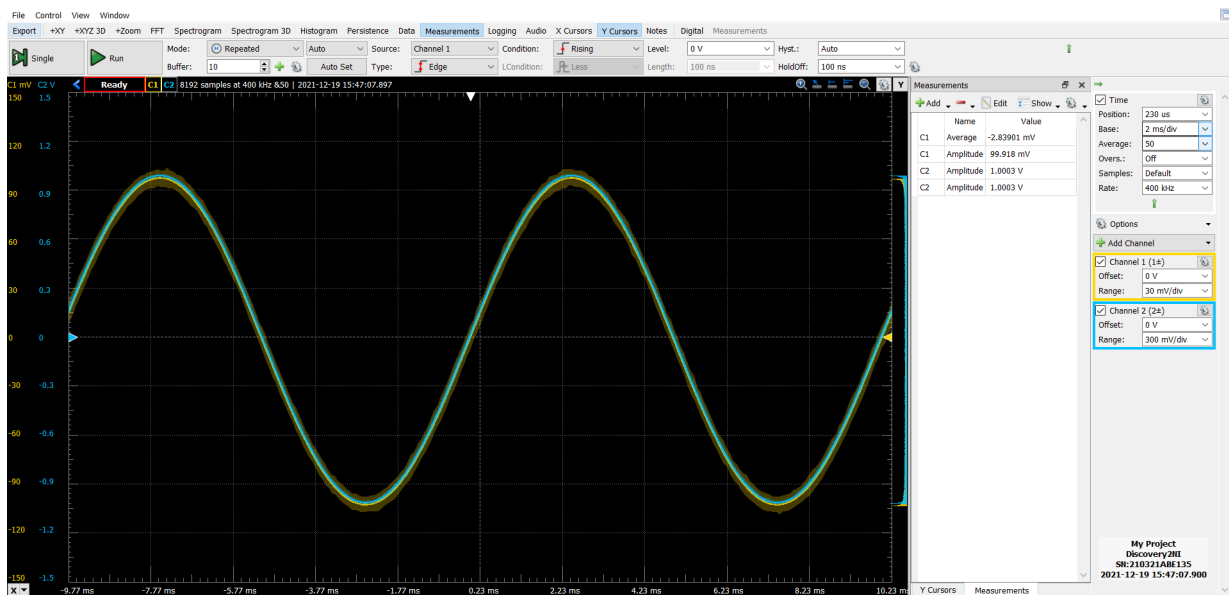 File Control View Window
Export +XY +XYZ 3D +Zoom FFT Spectrogram Spectrogram 3D Histogram Persistence Data Measurements Logging Audio X Cursors Y Cursors Notes Digital Measurements
Single Run Mode: Repeated Auto Source: Channel 1 Condition: Rising Level: 0 V Hyst.: Auto
Buffer: 10 Auto Set Type: Edge LCondition: Less Length: 100 ns HoldOff: 100 ns
C1 mV C2 V Ready C1 C2 8192 samples at 400 kHz &50 | 2021-12-19 15:47:07.897 Y
150 1.5
120 1.2
90 0.9
60 0.6
30 0.3
0 0
-30 -0.3
-60 -0.6
-90 -0.9
-120 -1.2
-150 -1.5
X -9.77 ms -7.77 ms -5.77 ms -3.77 ms -1.77 ms 0.23 ms 2.23 ms 4.23 ms 6.23 ms 8.23 ms 10.23 ms
Measurements
Add Edit Show
Name Value
C1 Average -2.83901 mV
C1 Amplitude 99.918 mV
C2 Amplitude 1.0003 V
C2 Amplitude 1.0003 V
Y Cursors Measurements
Time
Position: 230 us
Base: 2 ms/div
Average: 50
Overs.: Off
Samples: Default
Rate: 400 kHz
Options
Add Channel
Channel 1 (1±)
Offset: 0 V
Range: 30 mV/div
Channel 2 (2±)
Offset: 0 V
Range: 300 mV/div
My Project
Discovery2NI
SN:210321ABE135
2021-12-19 15:47:07.900